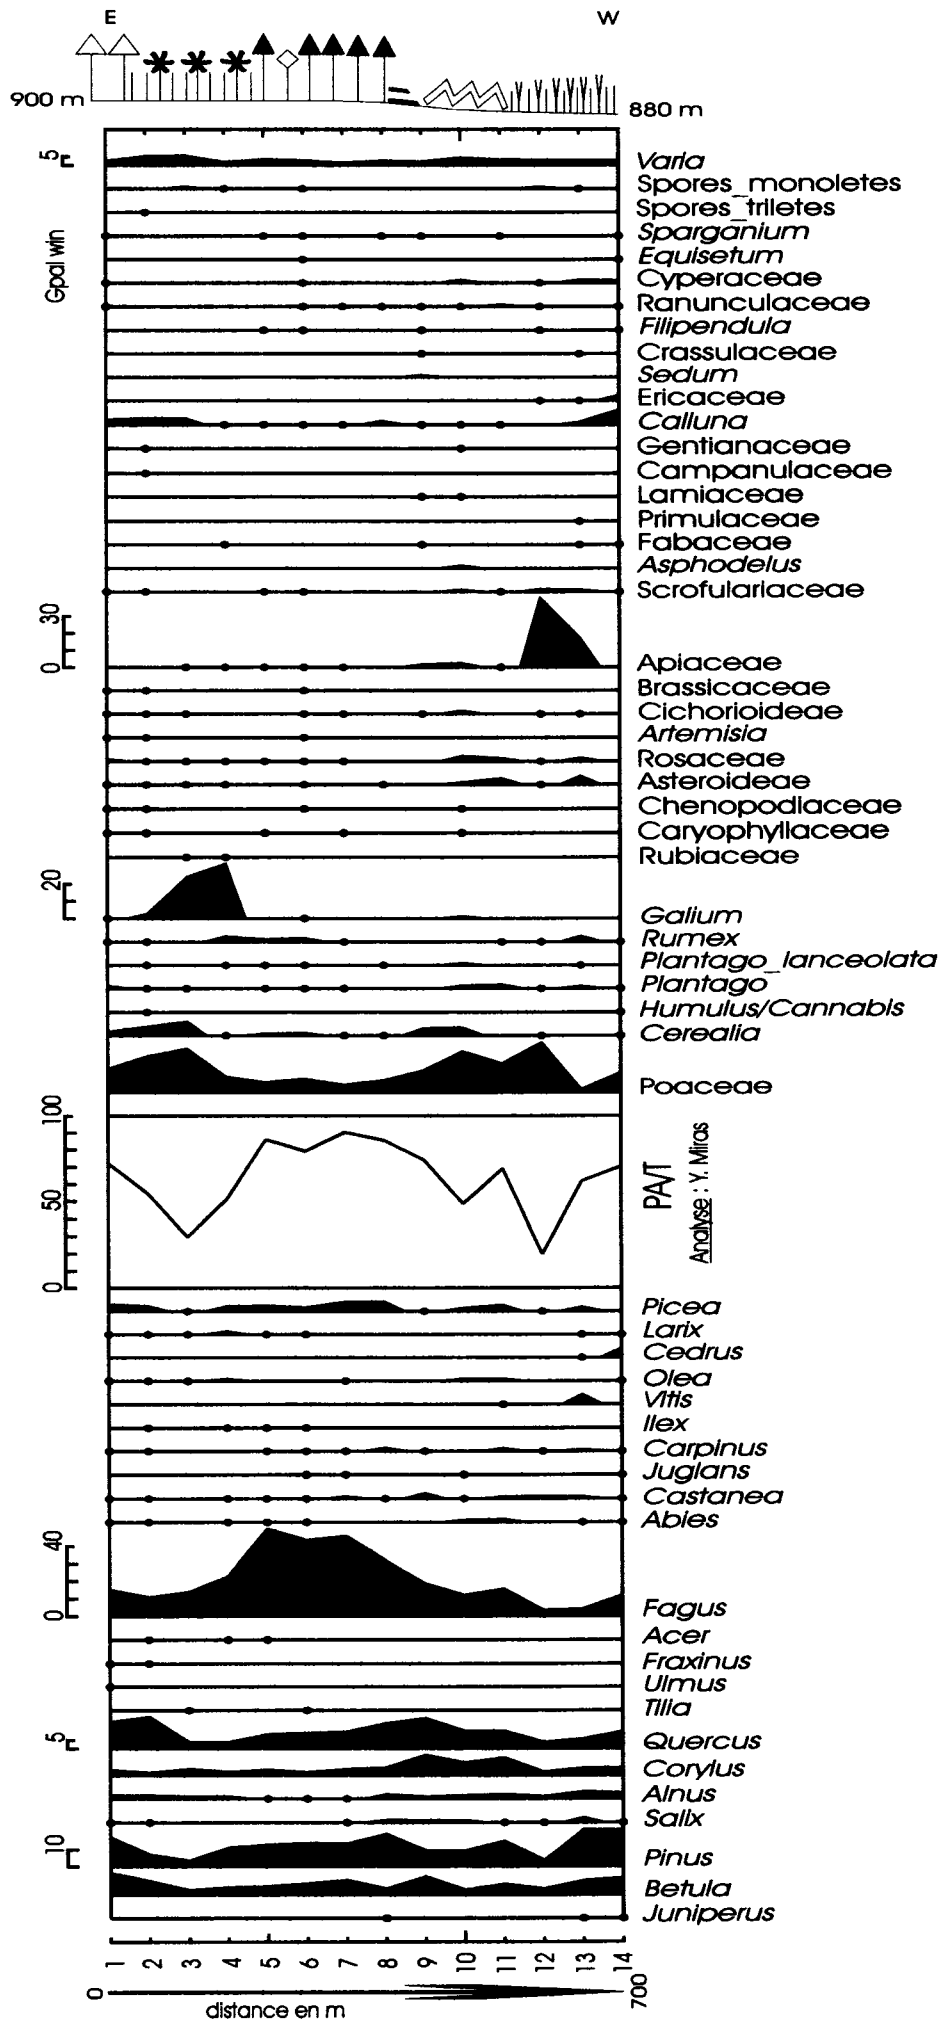 E W
900 m 880 m
5
Varia
Spores_monoletes
Spores_triletes
Sparganium
Gpal win
Equisetum
Cyperaceae
Ranunculaceae
Filipendula
Crassulaceae
Sedum
Ericaceae
Calluna
Gentianaceae
Campanulaceae
Lamiaceae
Primulaceae
Fabaceae
Asphodelus
Scrofulariaceae
30
0
Apiaceae
Brassicaceae
Cichorioideae
Artemisia
Rosaceae
Asteroideae
Chenopodiaceae
Caryophyllaceae
Rubiaceae
20
Galium
Rumex
Plantago_lanceolata
Plantago
Humulus/Cannabis
Cerealia
Poaceae
100
50
0
PA/T
Analyse : Y. Miras
Picea
Larix
Cedrus
Olea
Vitis
Ilex
Carpinus
Juglans
Castanea
Abies
40
0
Fagus
Acer
Fraxinus
Ulmus
Tilia
5
Quercus
Corylus
Alnus
Salix
10
Pinus
Betula
Juniperus
1 2 3 4 5 6 7 8 9 10 11 12 13 14
0 700
distance en m